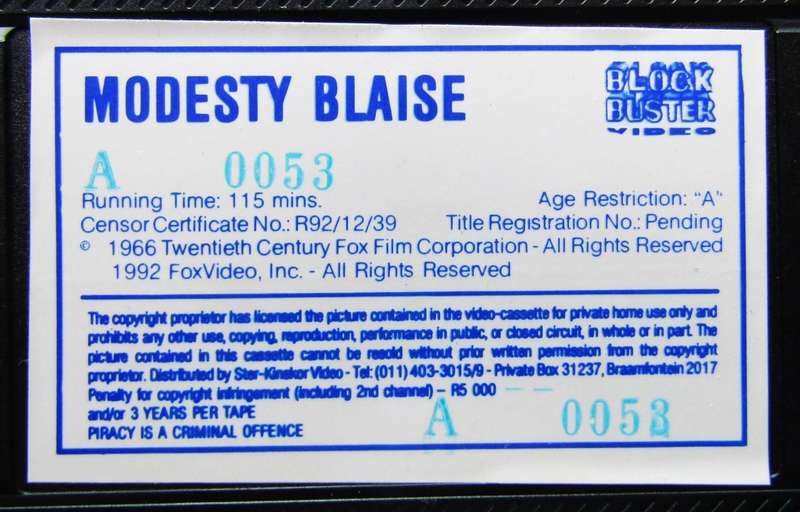 MODESTY BLAISE
BLOCK
BUSTER
VIDEO
A 0053
Running Time: 115 mins. Age Restriction: "A"
Censor Certificate No.: R92/12/39 Title Registration No.: Pending
© 1966 Twentieth Century Fox Film Corporation - All Rights Reserved
1992 FoxVideo, Inc. - All Rights Reserved
The copyright proprietor has licensed the picture contained in the video-cassette for private home use only and
prohibits any other use, copying, reproduction, performance in public, or closed circuit, in whole or in part. The
picture contained in this cassette cannot be resold without prior written permission from the copyright
proprietor. Distributed by Ster-Kinekor Video - Tel: (011) 403-3015/9 - Private Box 31237, Braamfontein 2017
Penalty for copyright infringement (including 2nd channel) – R5 000
and/or 3 YEARS PER TAPE
PIRACY IS A CRIMINAL OFFENCE
A 0053